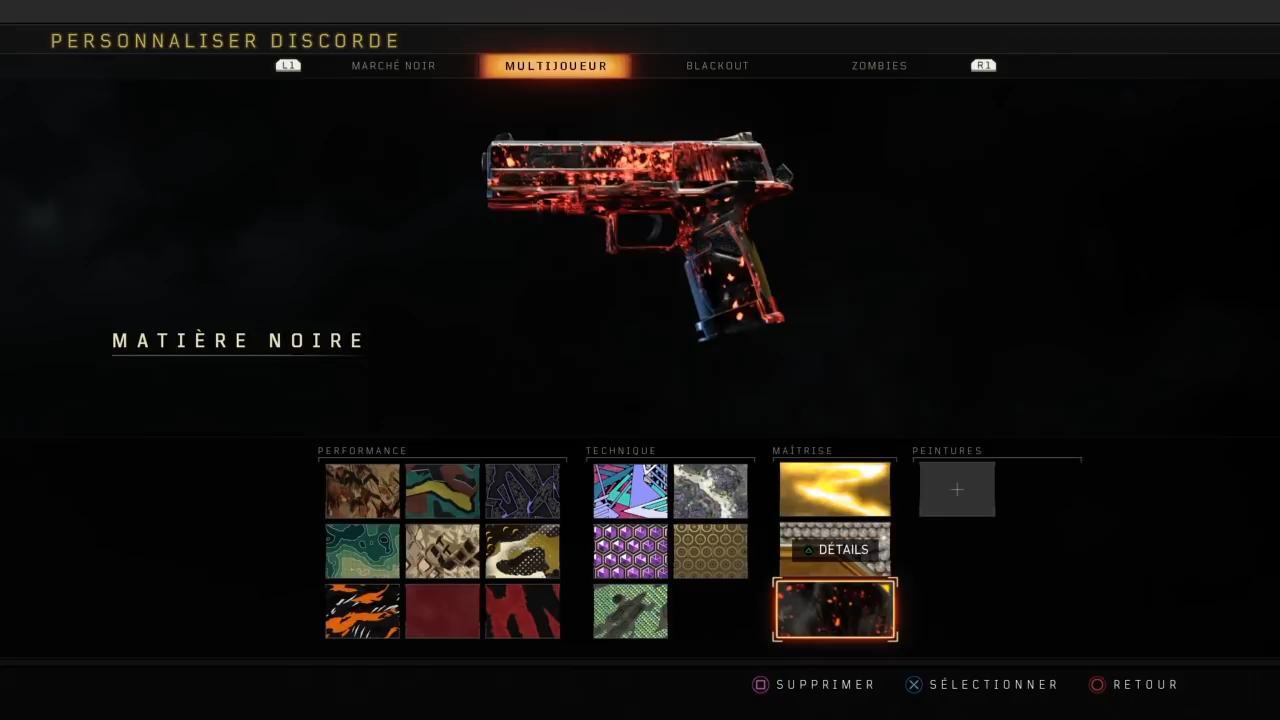 PERSONNALISER DISCORDE
L1 MARCHÉ NOIR MULTIJOUEUR BLACKOUT ZOMBIES R1
MATIÈRE NOIRE
PERFORMANCE TECHNIQUE MAÎTRISE PEINTURES
DÉTAILS
SUPPRIMER SÉLECTIONNER RETOUR